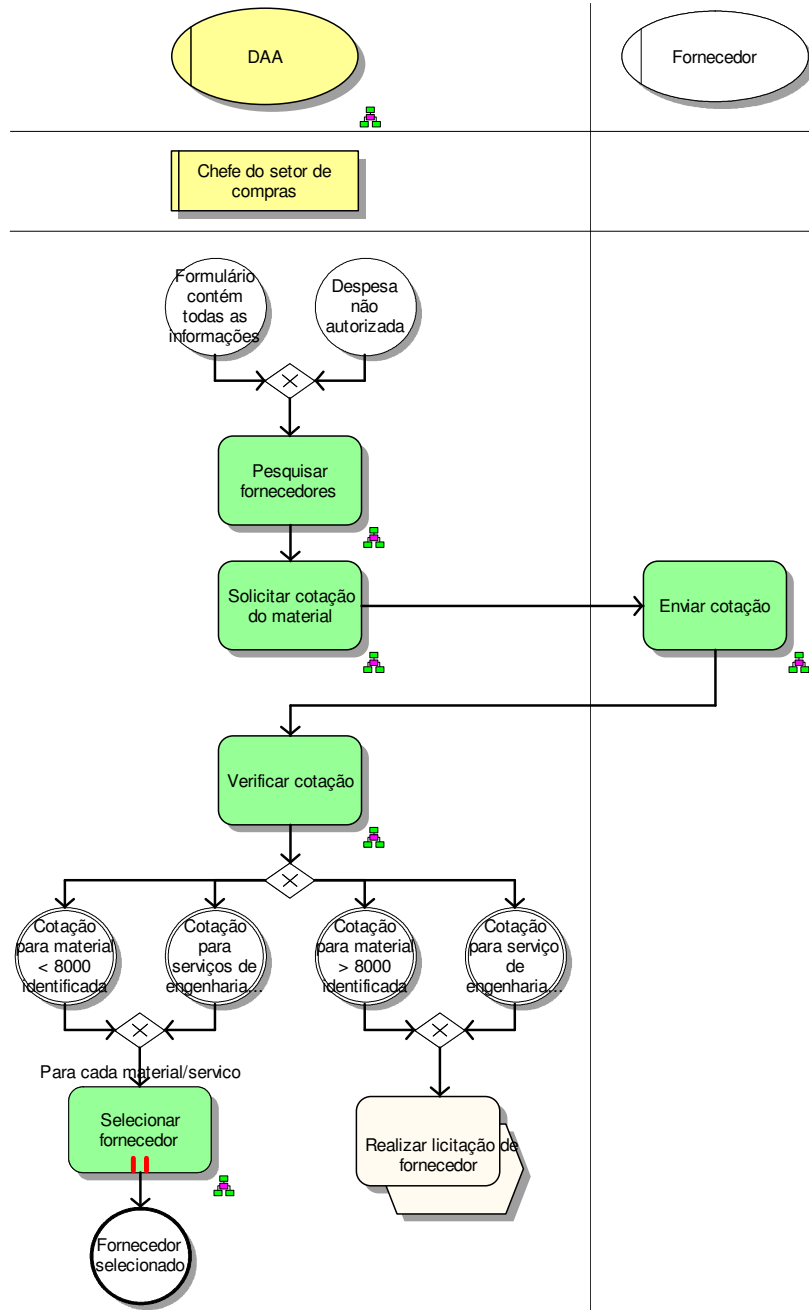 DAA
Fornecedor
Chefe do setor de
compras
Formulário
contém
todas as
informações
Despesa
não
autorizada
Pesquisar
fornecedores
Solicitar cotação
do material
Enviar cotação
Verificar cotação
Cotação
para material
< 8000
identificada
Cotação
para
serviços de
engenharia...
Cotação
para material
> 8000
identificada
Cotação
para serviço
de
engenharia...
Para cada material/servico
Selecionar
fornecedor
Realizar licitação de
fornecedor
Fornecedor
selecionado